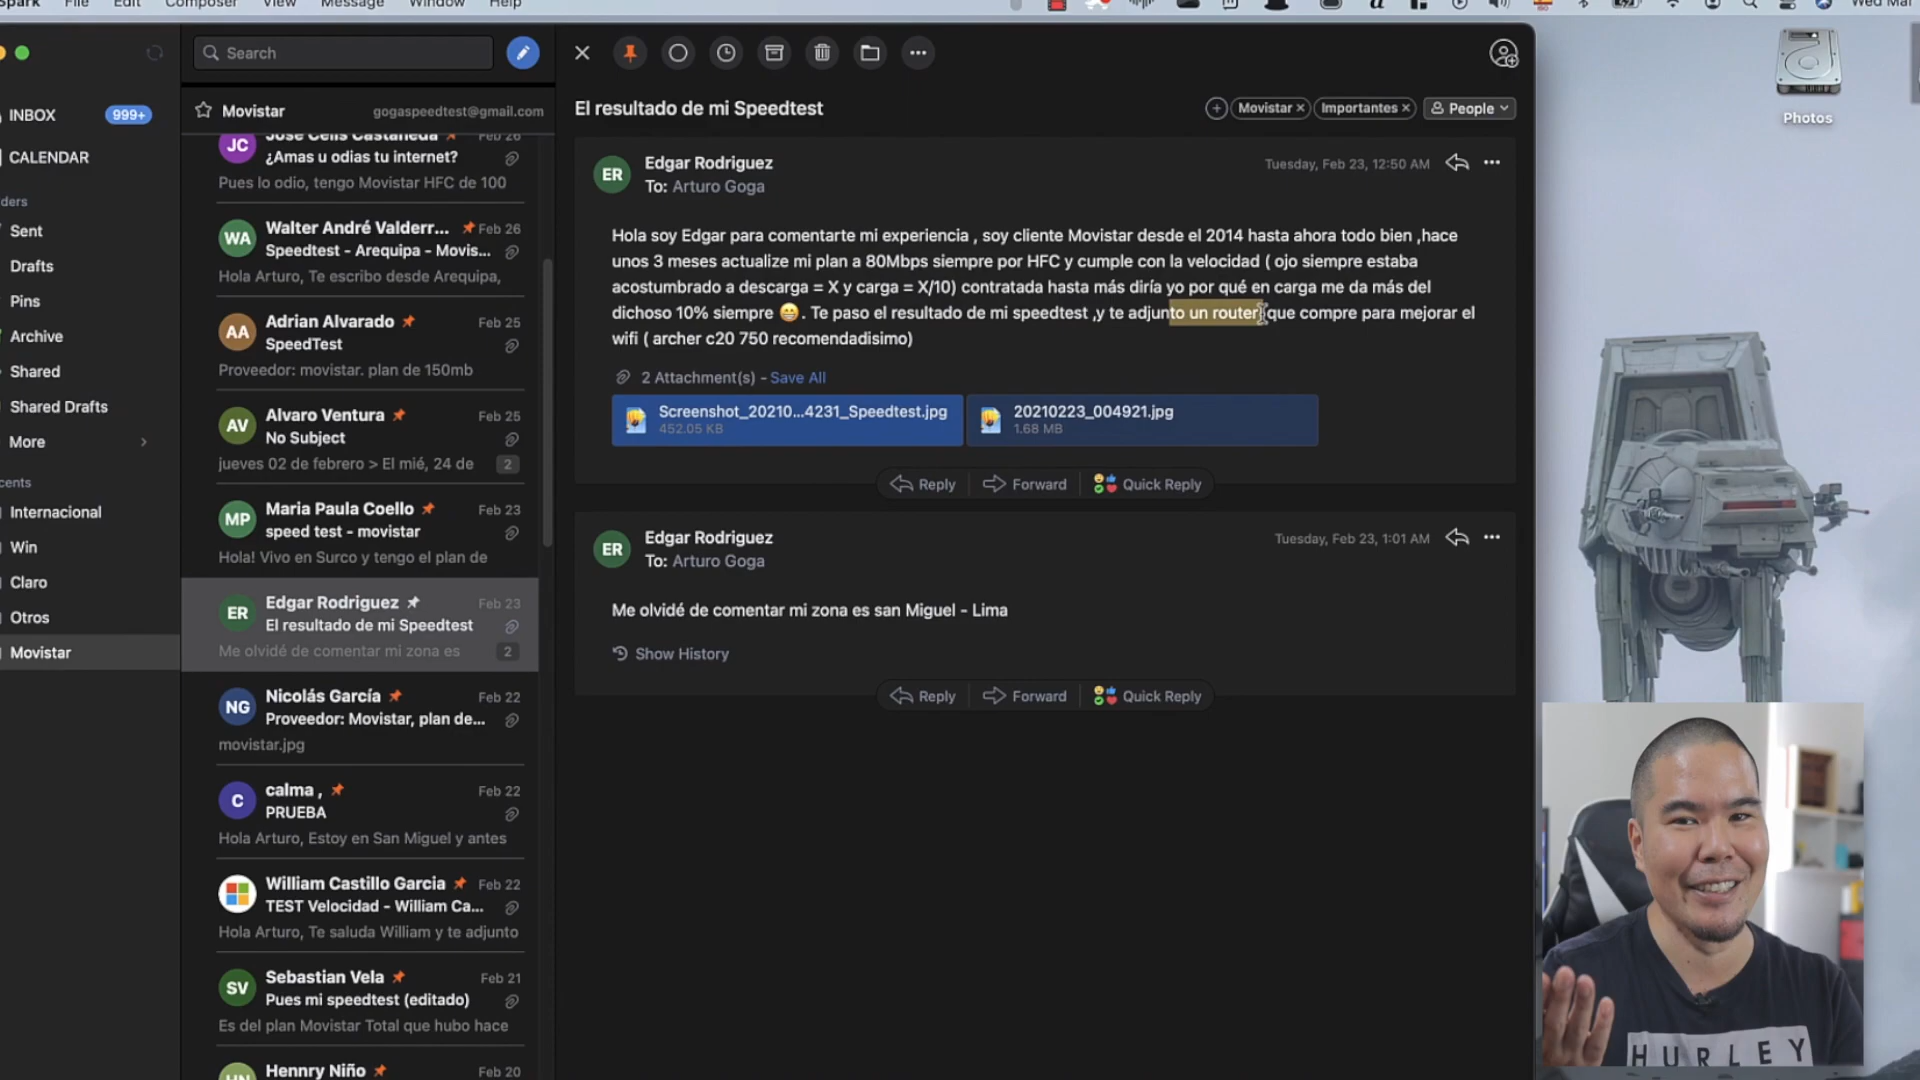 Spark File Edit Composer View Message Window Help
Wed Mar
Search
INBOX 999+
CALENDAR
ders
Sent
Drafts
Pins
Archive
Shared
Shared Drafts
More
cents
Internacional
Win
Claro
Otros
Movistar
Movistar gogaspeedtest@gmail.com
JC Jose Celis Castañeda Feb 26
¿Amas u odias tu internet?
Pues lo odio, tengo Movistar HFC de 100
WA Walter André Valderr... Feb 26
Speedtest - Arequipa - Movis...
Hola Arturo, Te escribo desde Arequipa,
AA Adrian Alvarado Feb 25
SpeedTest
Proveedor: movistar. plan de 150mb
AV Alvaro Ventura Feb 25
No Subject
jueves 02 de febrero > El mié, 24 de 2
MP Maria Paula Coello Feb 23
speed test - movistar
Hola! Vivo en Surco y tengo el plan de
ER Edgar Rodriguez Feb 23
El resultado de mi Speedtest
Me olvidé de comentar mi zona es 2
NG Nicolás García Feb 22
Proveedor: Movistar, plan de...
movistar.jpg
C calma , Feb 22
PRUEBA
Hola Arturo, Estoy en San Miguel y antes
William Castillo Garcia Feb 22
TEST Velocidad - William Ca...
Hola Arturo, Te saluda William y te adjunto
SV Sebastian Vela Feb 21
Pues mi speedtest (editado)
Es del plan Movistar Total que hubo hace
HN Hennry Niño Feb 20
El resultado de mi Speedtest
Movistar × Importantes × People
ER Edgar Rodriguez Tuesday, Feb 23, 12:50 AM
To: Arturo Goga
Hola soy Edgar para comentarte mi experiencia , soy cliente Movistar desde el 2014 hasta ahora todo bien ,hace
unos 3 meses actualize mi plan a 80Mbps siempre por HFC y cumple con la velocidad ( ojo siempre estaba
acostumbrado a descarga = X y carga = X/10) contratada hasta más diría yo por qué en carga me da más del
dichoso 10% siempre 😁. Te paso el resultado de mi speedtest ,y te adjunto un router que compre para mejorar el
wifi ( archer c20 750 recomendadisimo)
2 Attachment(s) - Save All
Screenshot_20210...4231_Speedtest.jpg
452.05 KB
20210223_004921.jpg
1.68 MB
Reply Forward Quick Reply
ER Edgar Rodriguez Tuesday, Feb 23, 1:01 AM
To: Arturo Goga
Me olvidé de comentar mi zona es san Miguel - Lima
Show History
Reply Forward Quick Reply
Photos
HURLEY